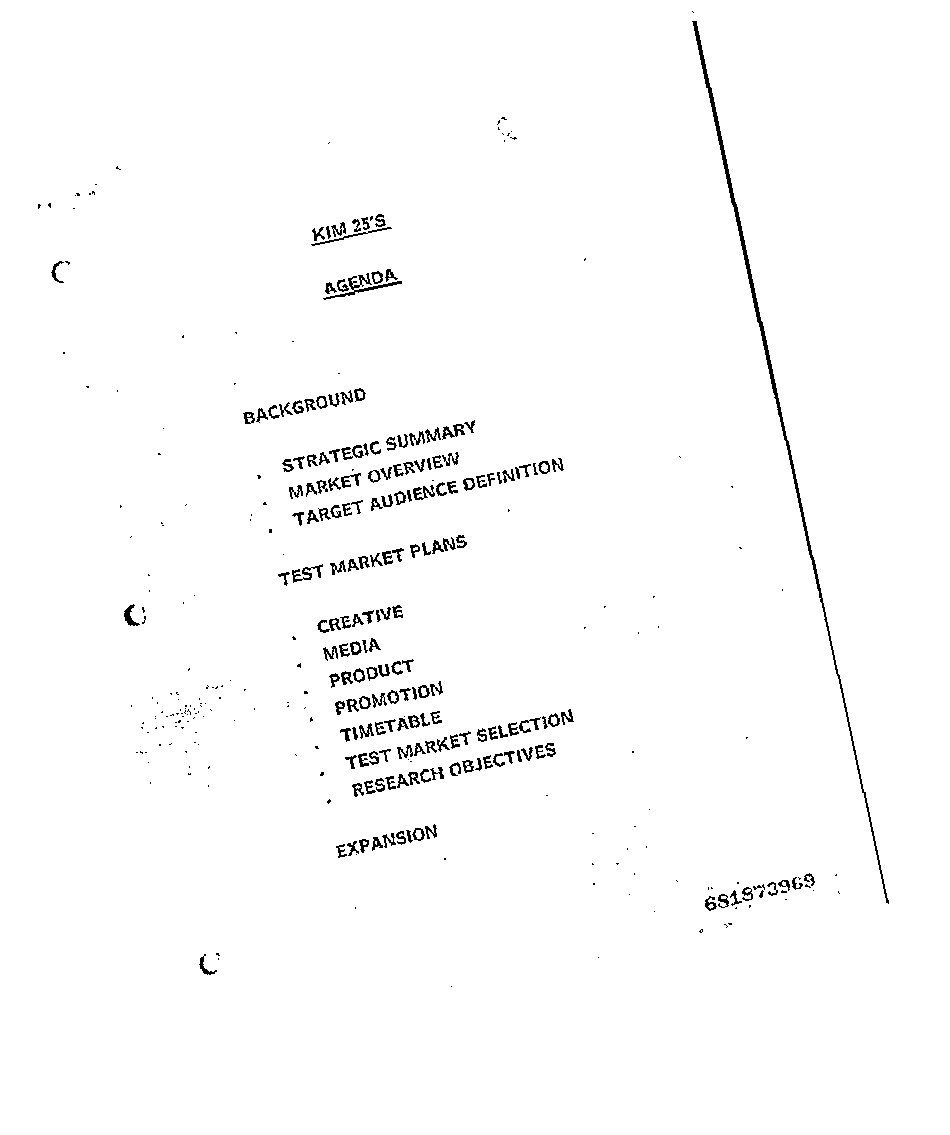 KIM 25'S
AGENDA
BACKGROUND
. STRATEGIC SUMMARY
. MARKET OVERVIEW
. TARGET AUDIENCE DEFINITION
TEST MARKET PLANS
. CREATIVE
. MEDIA
. PRODUCT
. PROMOTION
. TIMETABLE
. TEST MARKET SELECTION
. RESEARCH OBJECTIVES
EXPANSION
681873969